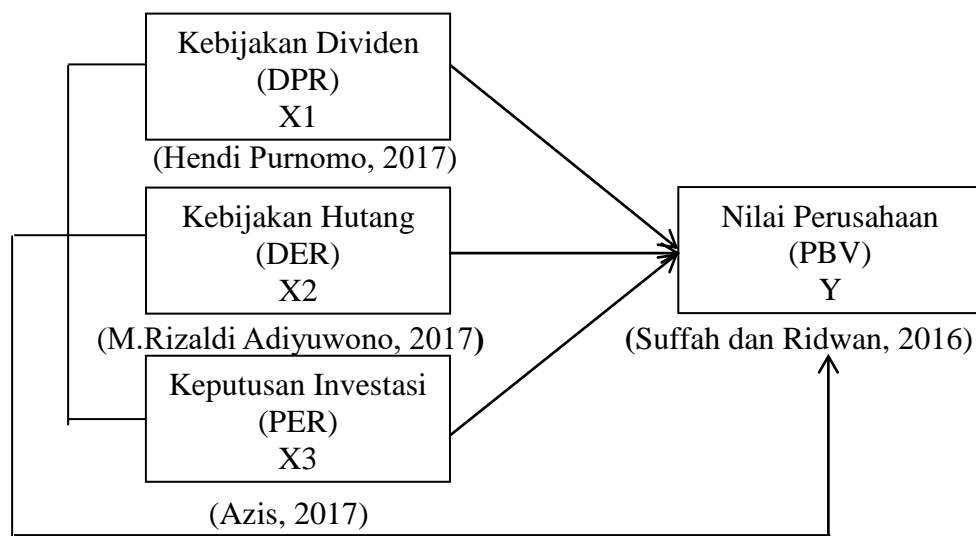 Kebijakan Dividen
(DPR)
X1
(Hendi Purnomo, 2017)
Kebijakan Hutang
(DER)
X2
(M.Rizaldi Adiyuwono, 2017)
Keputusan Investasi
(PER)
X3
(Azis, 2017)
Nilai Perusahaan
(PBV)
Y
(Suffah dan Ridwan, 2016)